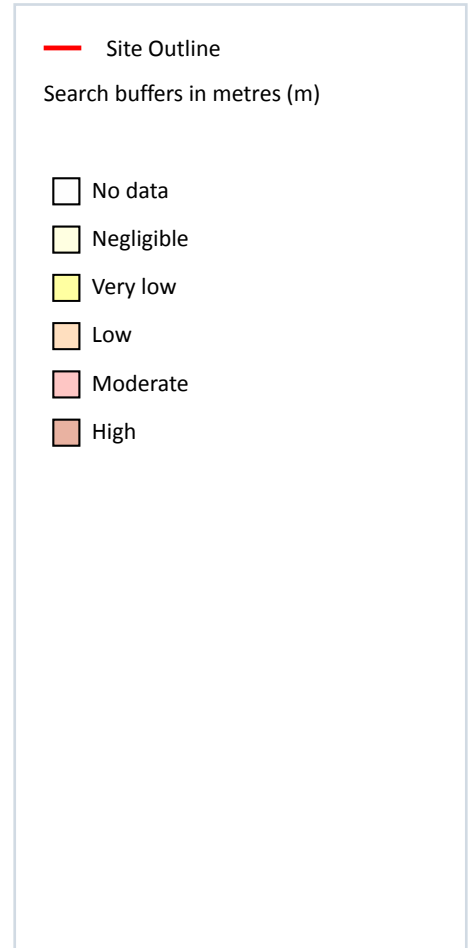 Site Outline
Search buffers in metres (m)
No data
Negligible
Very low
Low
Moderate
High